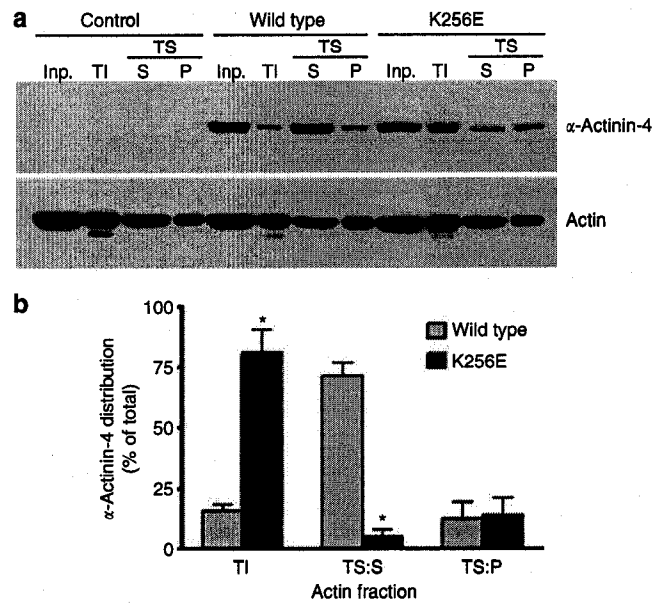 a
Control Wild type K256E
TS TS TS
Inp. TI S P Inp. TI S P Inp. TI S P
α-Actinin-4
Actin
b
100
75
50
25
0
α-Actinin-4 distribution
(% of total)
* *
Wild type
K256E
TI TS:S TS:P
Actin fraction